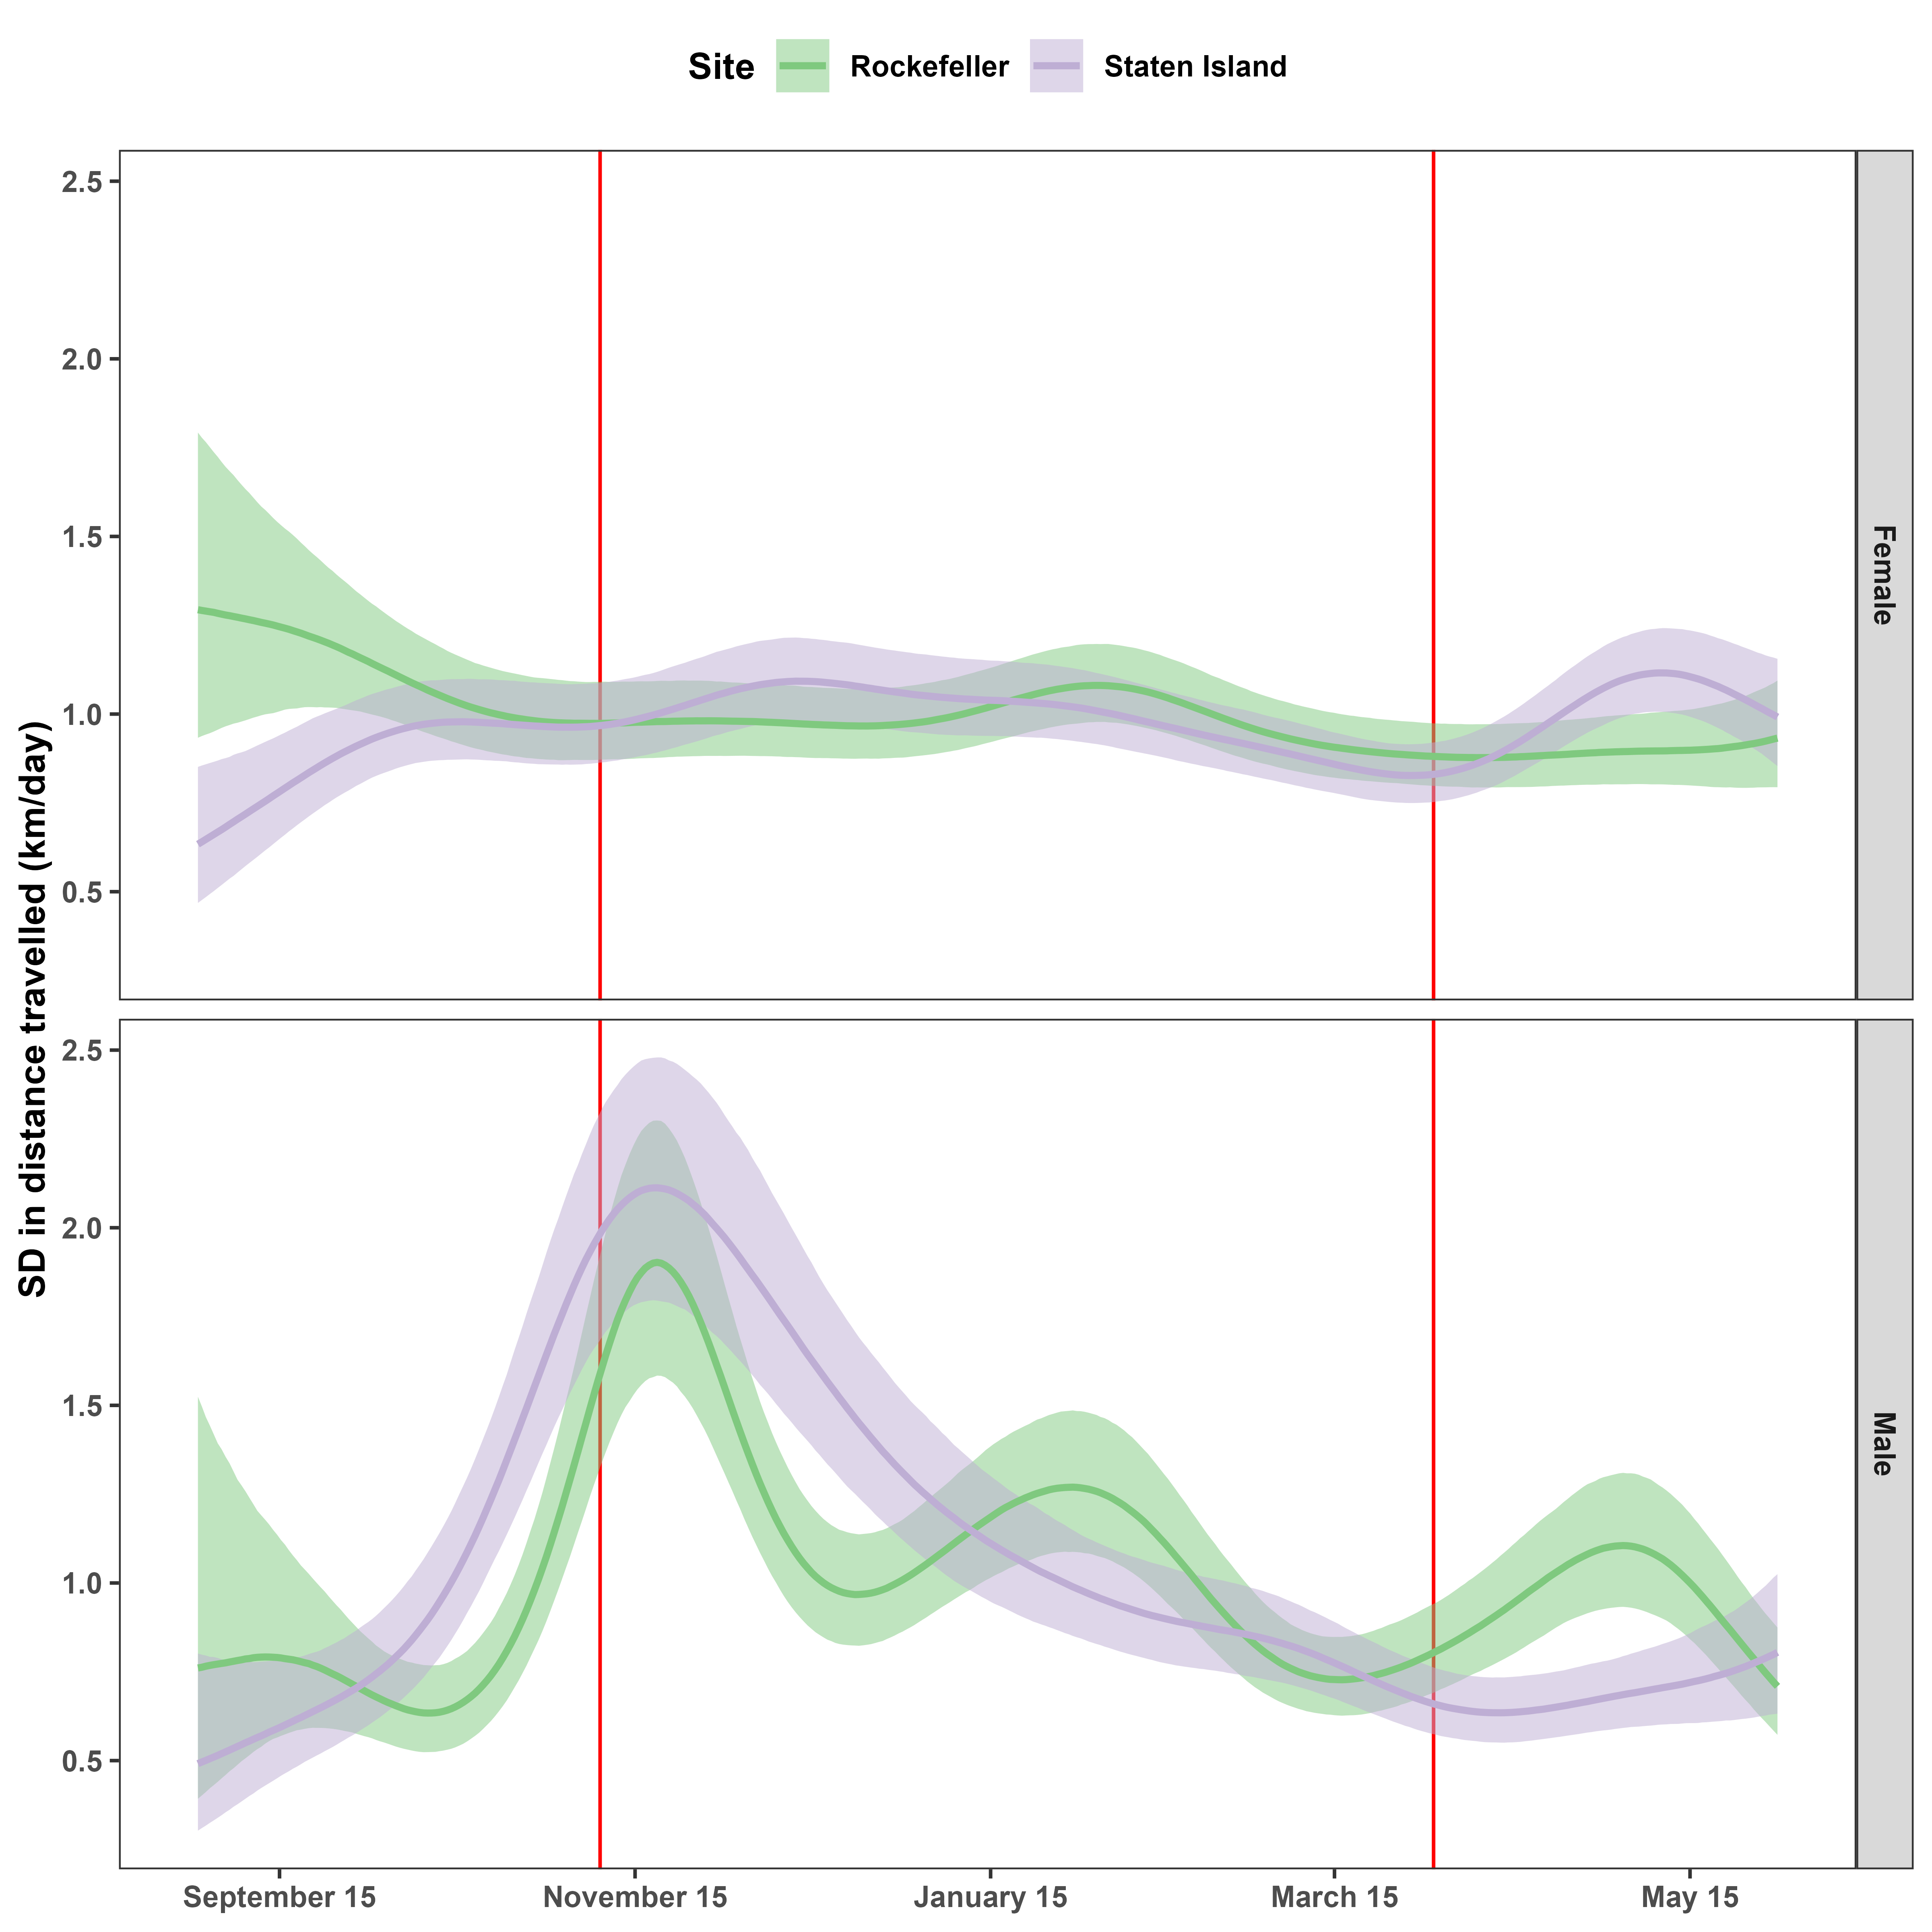 Site Rockefeller Staten Island
SD in distance travelled (km/day)
2.5
2.0
1.5
1.0
0.5
Female
2.5
2.0
1.5
1.0
0.5
Male
September 15 November 15 January 15 March 15 May 15